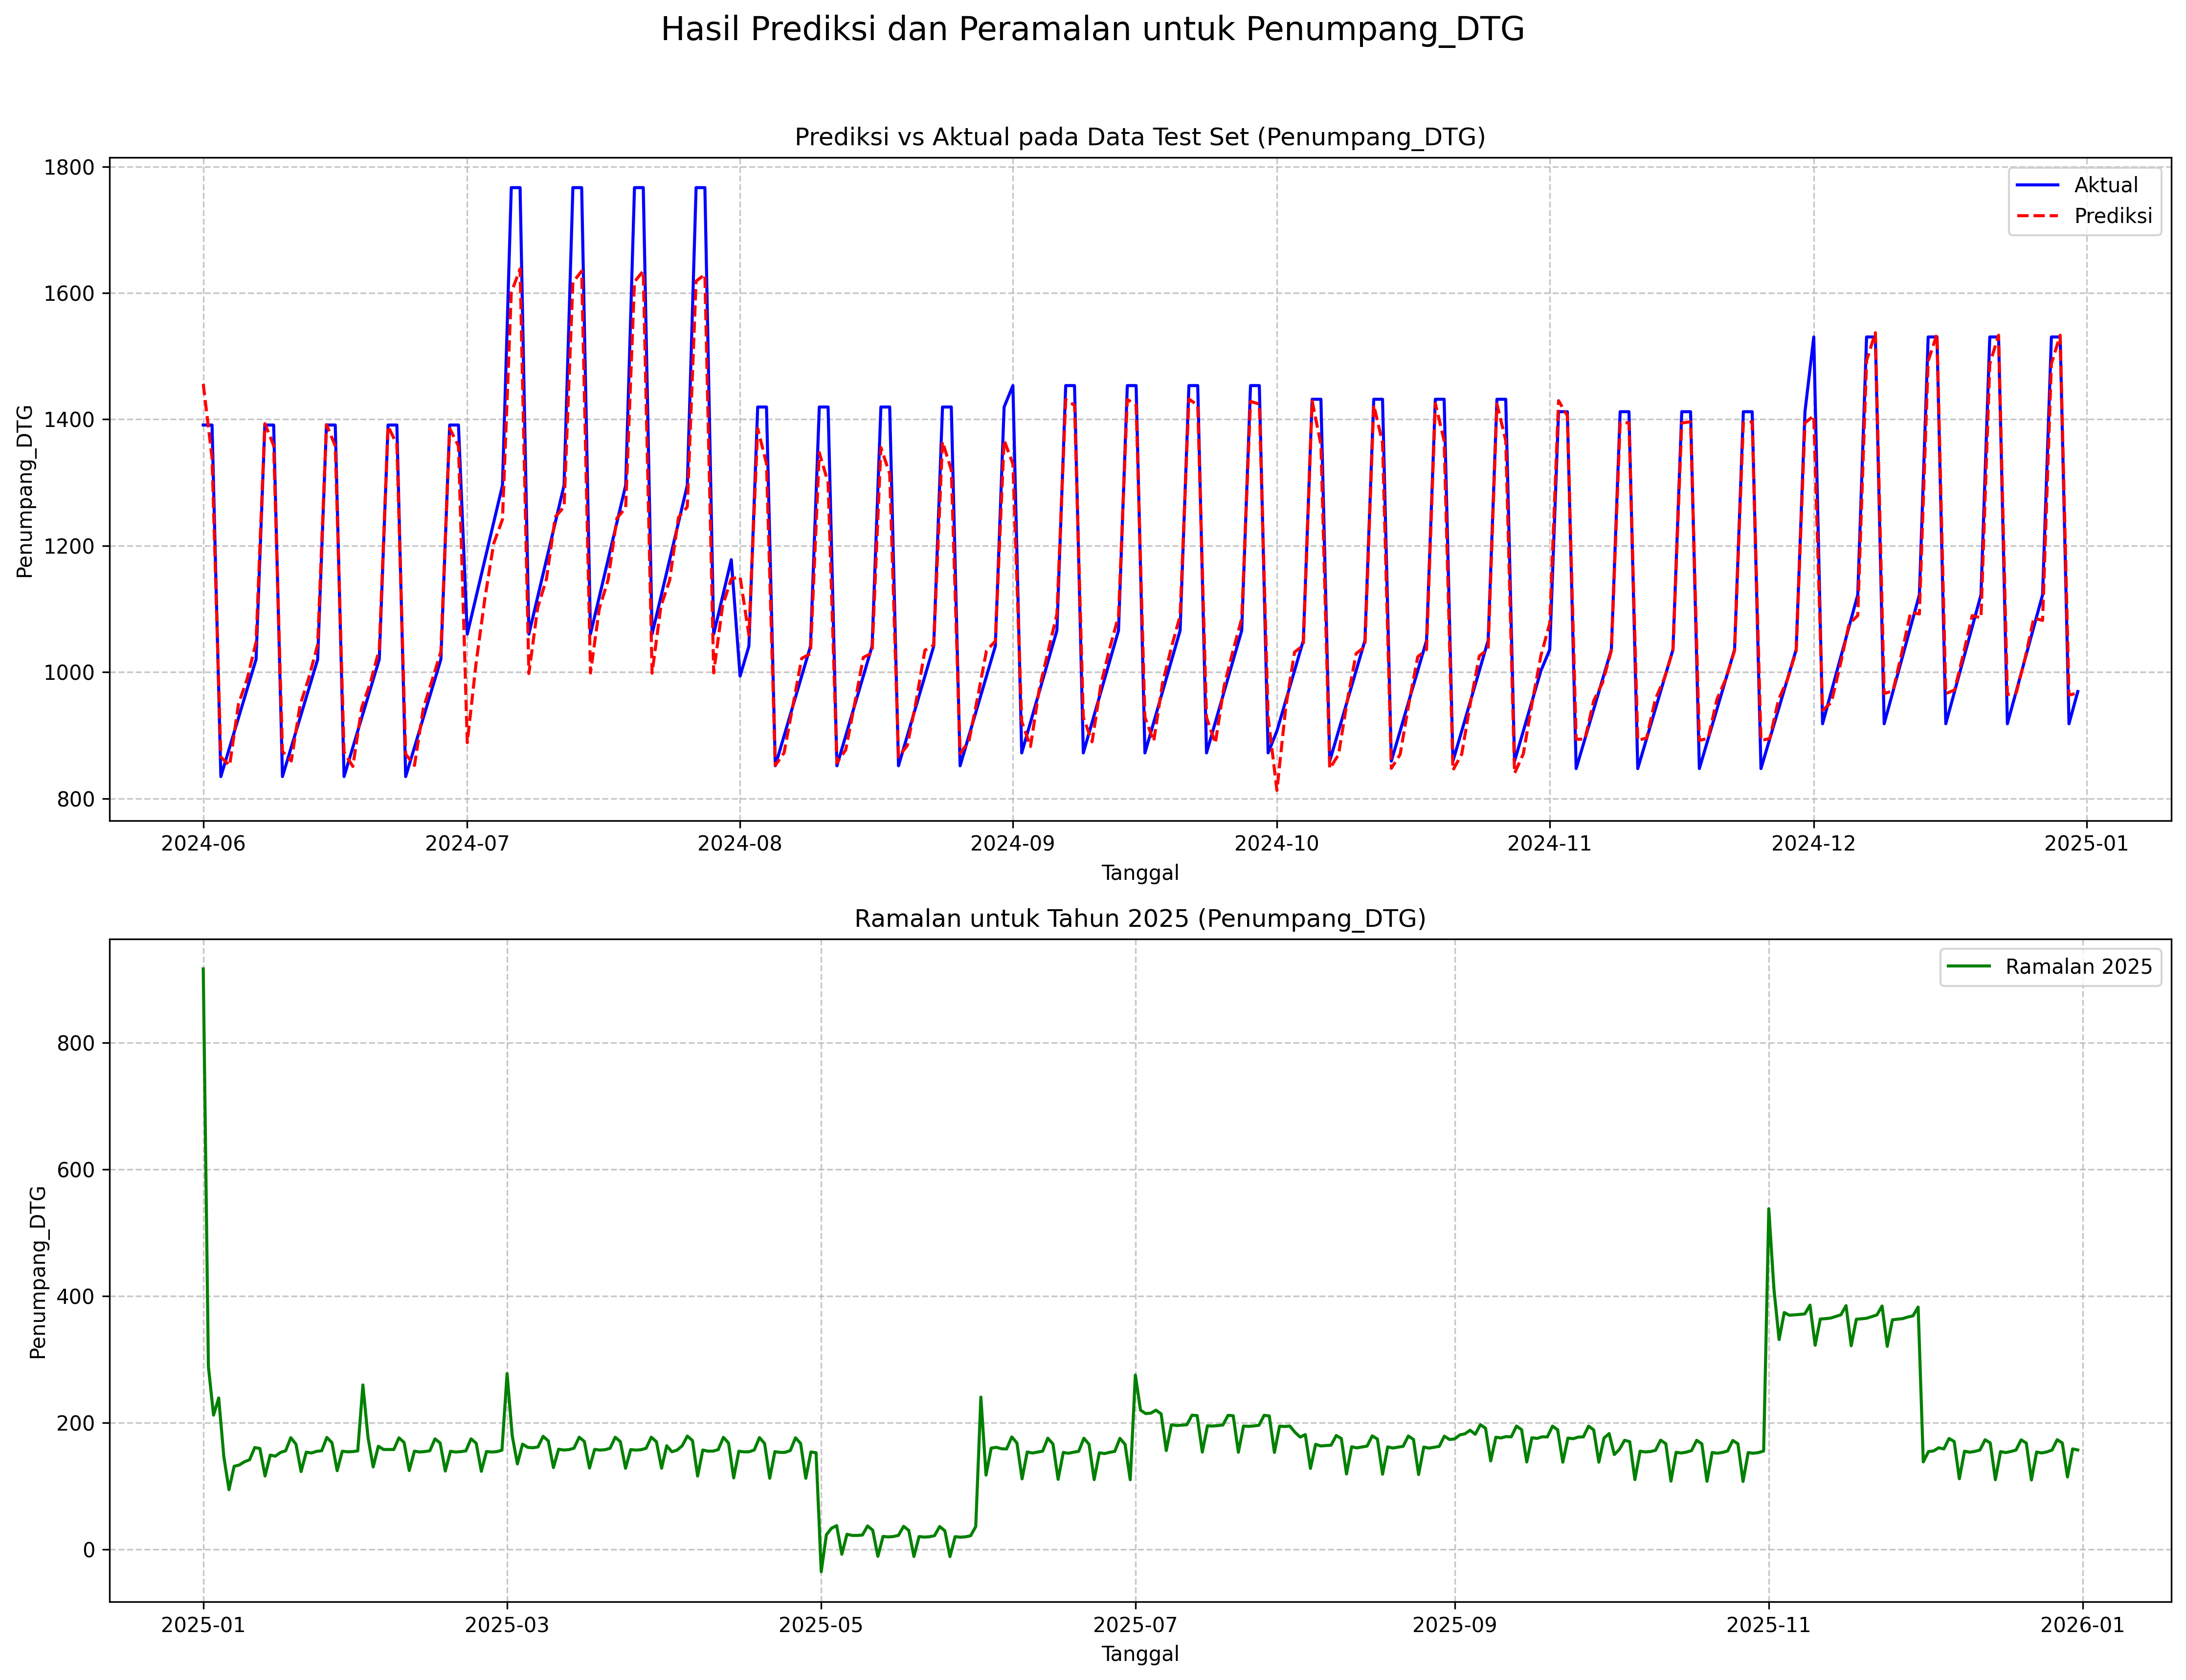 Hasil Prediksi dan Peramalan untuk Penumpang_DTG
Prediksi vs Aktual pada Data Test Set (Penumpang_DTG)
Penumpang_DTG
1800
1600
1400
1200
1000
800
Aktual
Prediksi
2024-06
2024-07
2024-08
2024-09
2024-10
2024-11
2024-12
2025-01
Tanggal
Ramalan untuk Tahun 2025 (Penumpang_DTG)
Penumpang_DTG
800
600
400
200
0
Ramalan 2025
2025-01
2025-03
2025-05
2025-07
2025-09
2025-11
2026-01
Tanggal